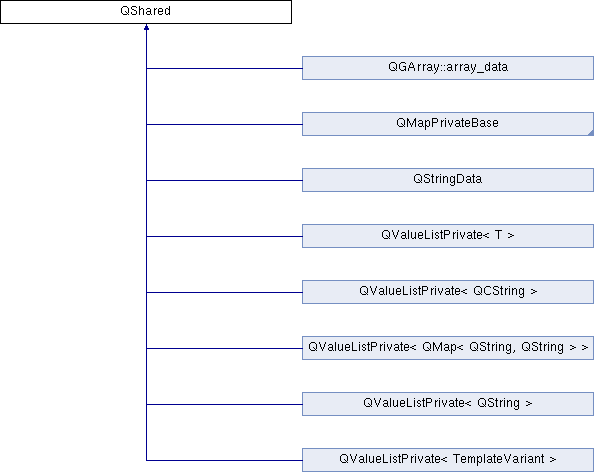 QShared
QGArray::array_data
QMapPrivateBase
QStringData
QValueListPrivate< T >
QValueListPrivate< QCString >
QValueListPrivate< QMap< QString, QString > >
QValueListPrivate< QString >
QValueListPrivate< TemplateVariant >